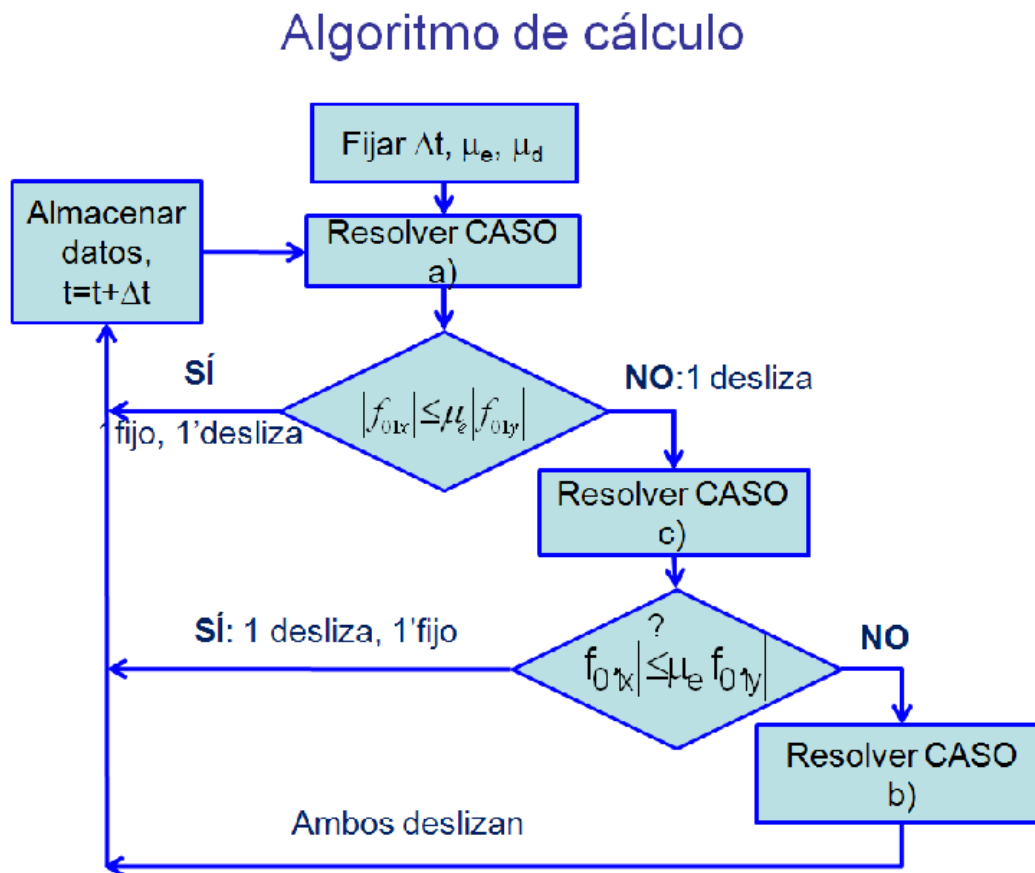 Algoritmo de cálculo
Fijar Δt, μe, μd
Almacenar
datos,
t=t+Δt
Resolver CASO
a)
SÍ
NO:1 desliza
|f01x|≤μe|f01y|
1 fijo, 1'desliza
Resolver CASO
c)
SÍ: 1 desliza, 1'fijo
?
f01'x|≤μe f01'y|
NO
Resolver CASO
b)
Ambos deslizan